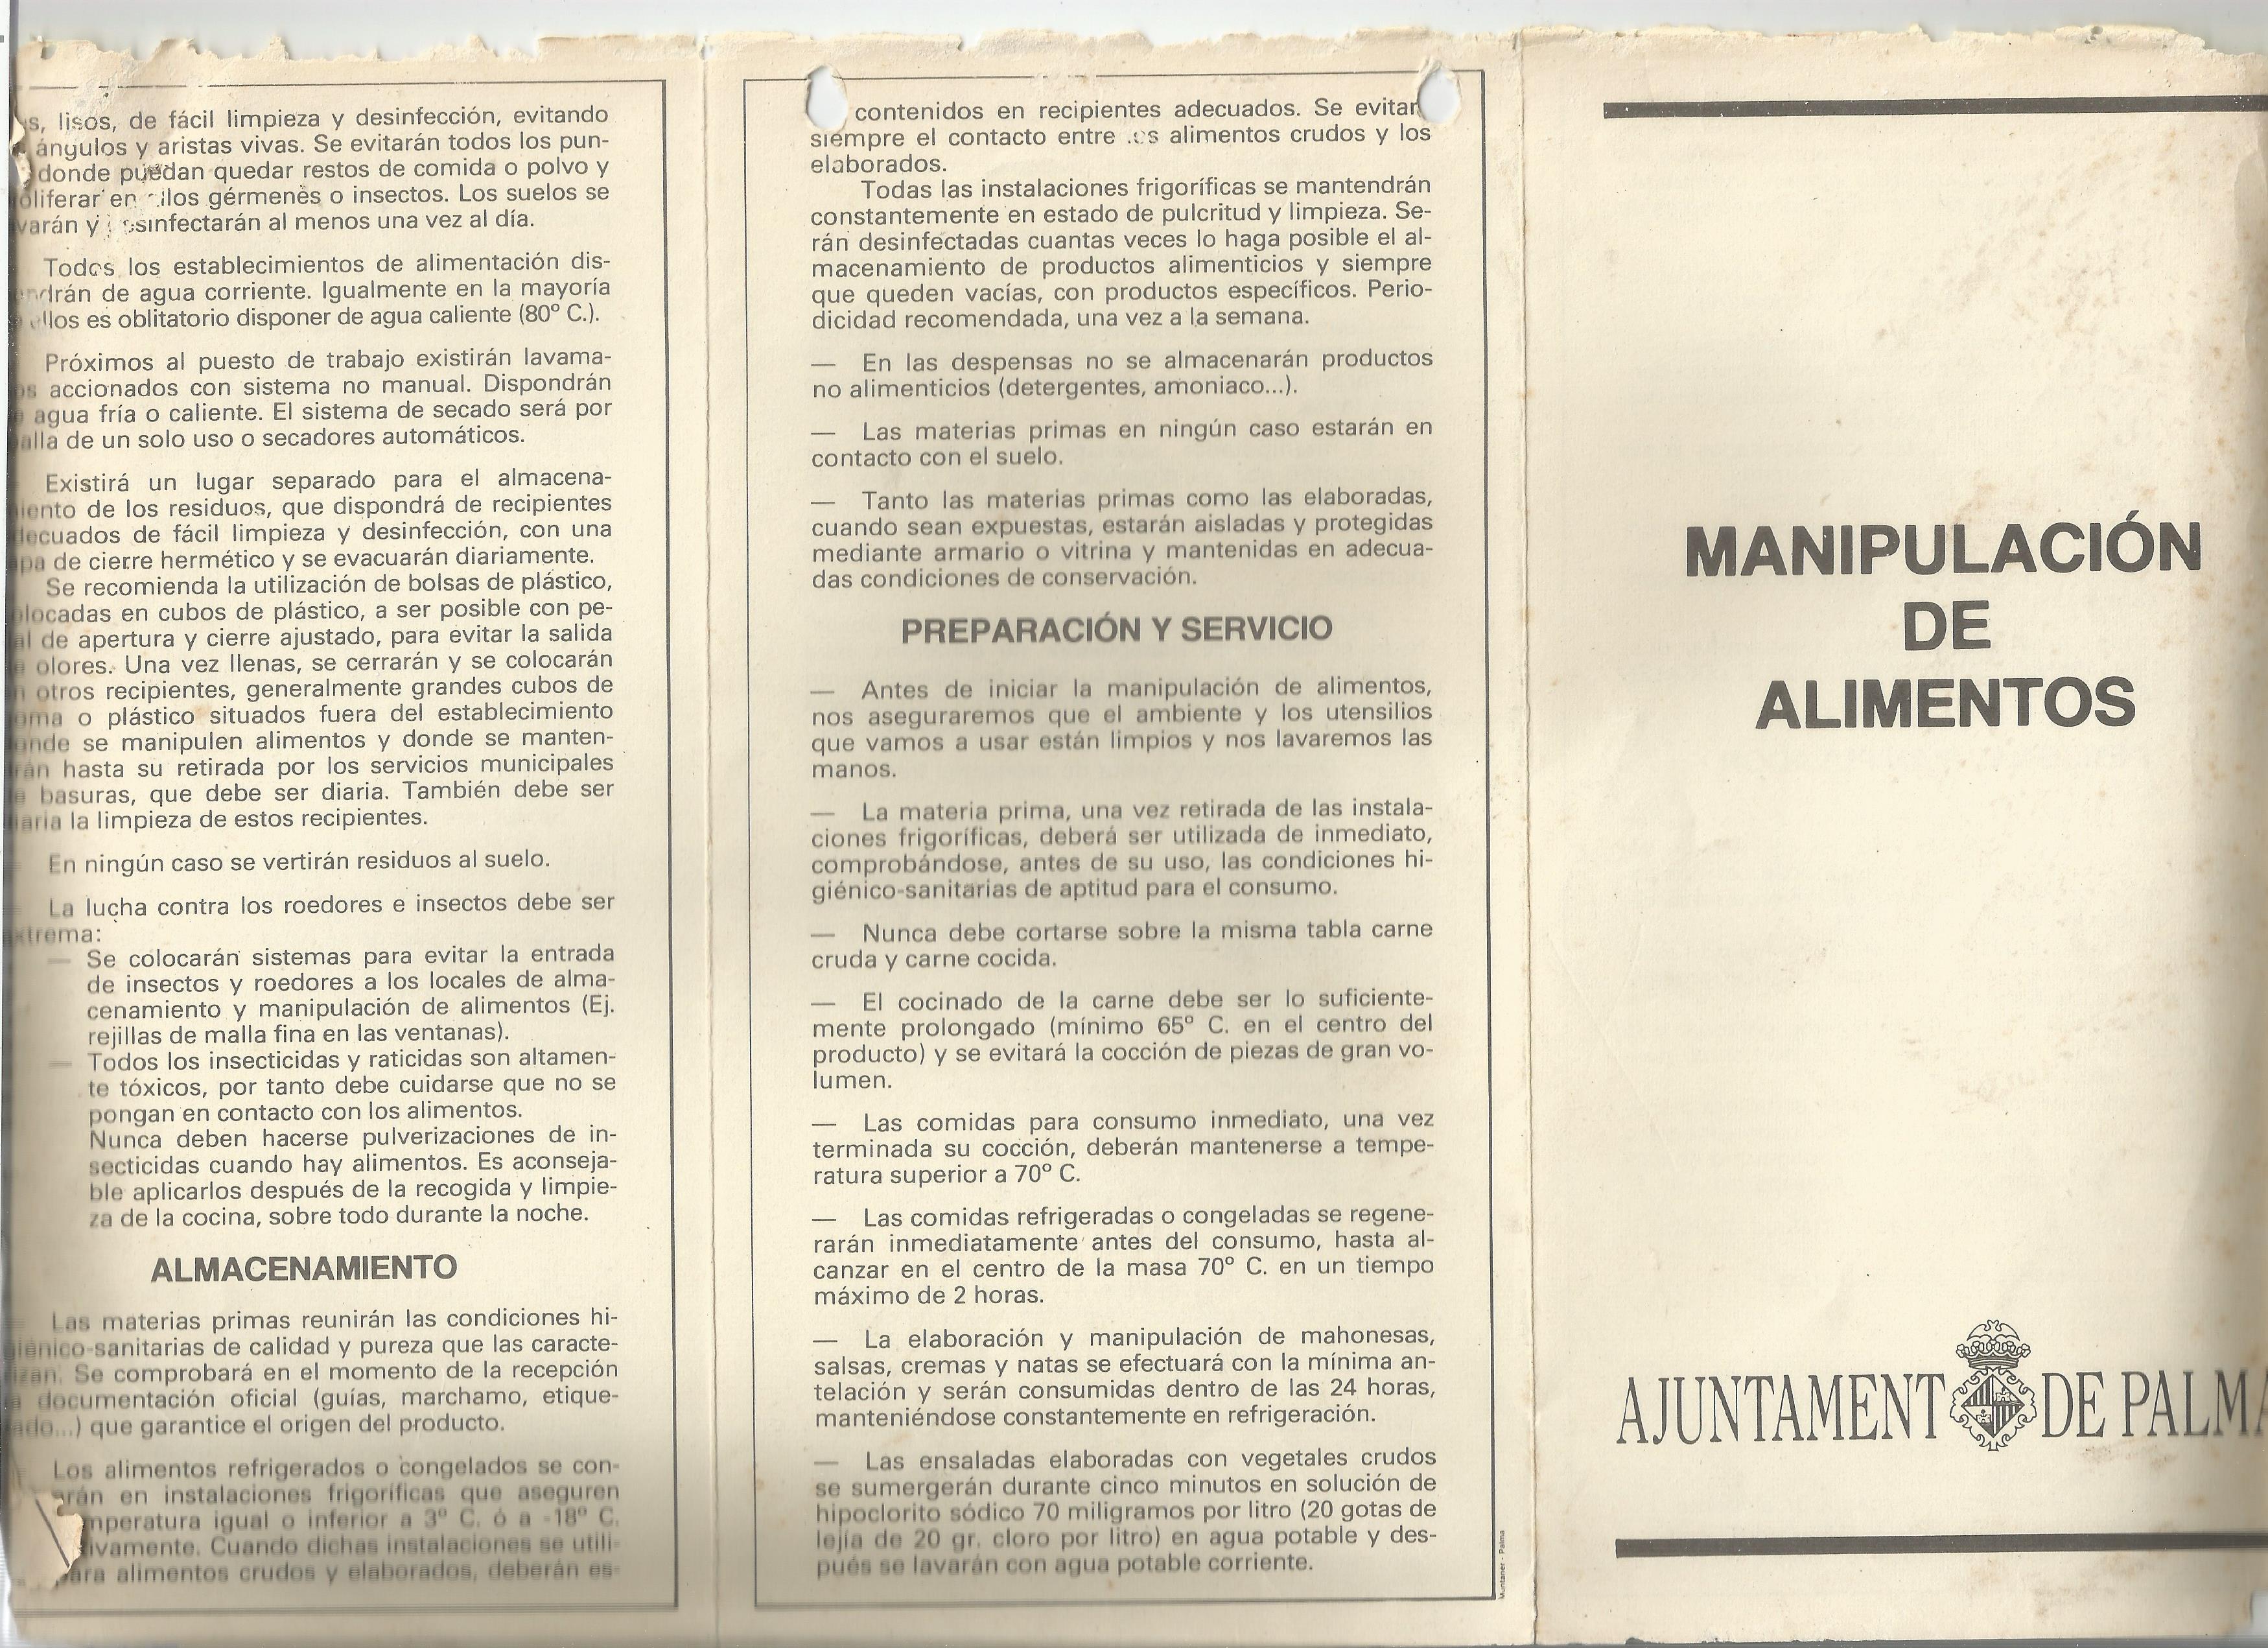 lisos, de fácil limpieza y desinfección, evitando
ángulos y aristas vivas. Se evitarán todos los pun-
donde puedan quedar restos de comida o polvo y
en gérmenes o insectos. Los suelos se
y al menos una vez al día.
Todos los establecimientos de alimentación dis-
de agua corriente. Igualmente en la mayoría
es oblitatorio disponer de agua caliente (80º C.).
Próximos al puesto de trabajo existirán lavama-
accionados con sistema no manual. Dispondrán
agua fría o caliente. El sistema de secado será por
de un solo uso o secadores automáticos.
Existirá un lugar separado para el almacena-
de los residuos, que dispondrá de recipientes
de fácil limpieza y desinfección, con una
de cierre hermético y se evacuarán diariamente.
Se recomienda la utilización de bolsas de plástico,
en cubos de plástico, a ser posible con pe-
de apertura y cierre ajustado, para evitar la salida
olores. Una vez llenas, se cerrarán y se colocarán
otros recipientes, generalmente grandes cubos de
o plástico situados fuera del establecimiento
se manipulen alimentos y donde se manten-
hasta su retirada por los servicios municipales
basuras, que debe ser diaria. También debe ser
la limpieza de estos recipientes.
En ningún caso se vertirán residuos al suelo.
La lucha contra los roedores e insectos debe ser
— Se colocarán sistemas para evitar la entrada
de insectos y roedores a los locales de alma-
cenamiento y manipulación de alimentos (Ej.
rejillas de malla fina en las ventanas).
— Todos los insecticidas y raticidas son altamen-
te tóxicos, por tanto debe cuidarse que no se
pongan en contacto con los alimentos.
Nunca deben hacerse pulverizaciones de in-
secticidas cuando hay alimentos. Es aconseja-
ble aplicarlos después de la recogida y limpie-
za de la cocina, sobre todo durante la noche.
ALMACENAMIENTO
Las materias primas reunirán las condiciones hi-
giénico-sanitarias de calidad y pureza que las caracte-
Se comprobará en el momento de la recepción
documentación oficial (guías, marchamo, etique-
que garantice el origen del producto.
Los alimentos refrigerados o congelados se con-
en instalaciones frigoríficas que aseguren
igual o inferior a 3º C. ó a -18º C.
Cuando dichas instalaciones se utili-
para alimentos crudos y elaborados, deberán es-
contenidos en recipientes adecuados. Se
siempre el contacto entre alimentos crudos y los
elaborados.
Todas las instalaciones frigoríficas se mantendrán
constantemente en estado de pulcritud y limpieza. Se-
rán desinfectadas cuantas veces lo haga posible el al-
macenamiento de productos alimenticios y siempre
que queden vacías, con productos específicos. Perio-
dicidad recomendada, una vez a la semana.
— En las despensas no se almacenarán productos
no alimenticios (detergentes, amoniaco...).
— Las materias primas en ningún caso estarán en
contacto con el suelo.
— Tanto las materias primas como las elaboradas,
cuando sean expuestas, estarán aisladas y protegidas
mediante armario o vitrina y mantenidas en adecua-
das condiciones de conservación.
PREPARACIÓN Y SERVICIO
— Antes de iniciar la manipulación de alimentos,
nos aseguraremos que el ambiente y los utensilios
que vamos a usar están limpios y nos lavaremos las
manos.
— La materia prima, una vez retirada de las instala-
ciones frigoríficas, deberá ser utilizada de inmediato,
comprobándose, antes de su uso, las condiciones hi-
giénico-sanitarias de aptitud para el consumo.
— Nunca debe cortarse sobre la misma tabla carne
cruda y carne cocida.
— El cocinado de la carne debe ser lo suficiente-
mente prolongado (mínimo 65º C. en el centro del
producto) y se evitará la cocción de piezas de gran vo-
lumen.
— Las comidas para consumo inmediato, una vez
terminada su cocción, deberán mantenerse a tempe-
ratura superior a 70º C.
— Las comidas refrigeradas o congeladas se regene-
rarán inmediatamente antes del consumo, hasta al-
canzar en el centro de la masa 70º C. en un tiempo
máximo de 2 horas.
— La elaboración y manipulación de mahonesas,
salsas, cremas y natas se efectuará con la mínima an-
telación y serán consumidas dentro de las 24 horas,
manteniéndose constantemente en refrigeración.
— Las ensaladas elaboradas con vegetales crudos
se sumergerán durante cinco minutos en solución de
hipoclorito sódico 70 miligramos por litro (20 gotas de
lejía de 20 gr. cloro por litro) en agua potable y des-
pués se lavarán con agua potable corriente.
Muntaner - Palma
MANIPULACIÓN
DE
ALIMENTOS
AJUNTAMENT DE PALMA